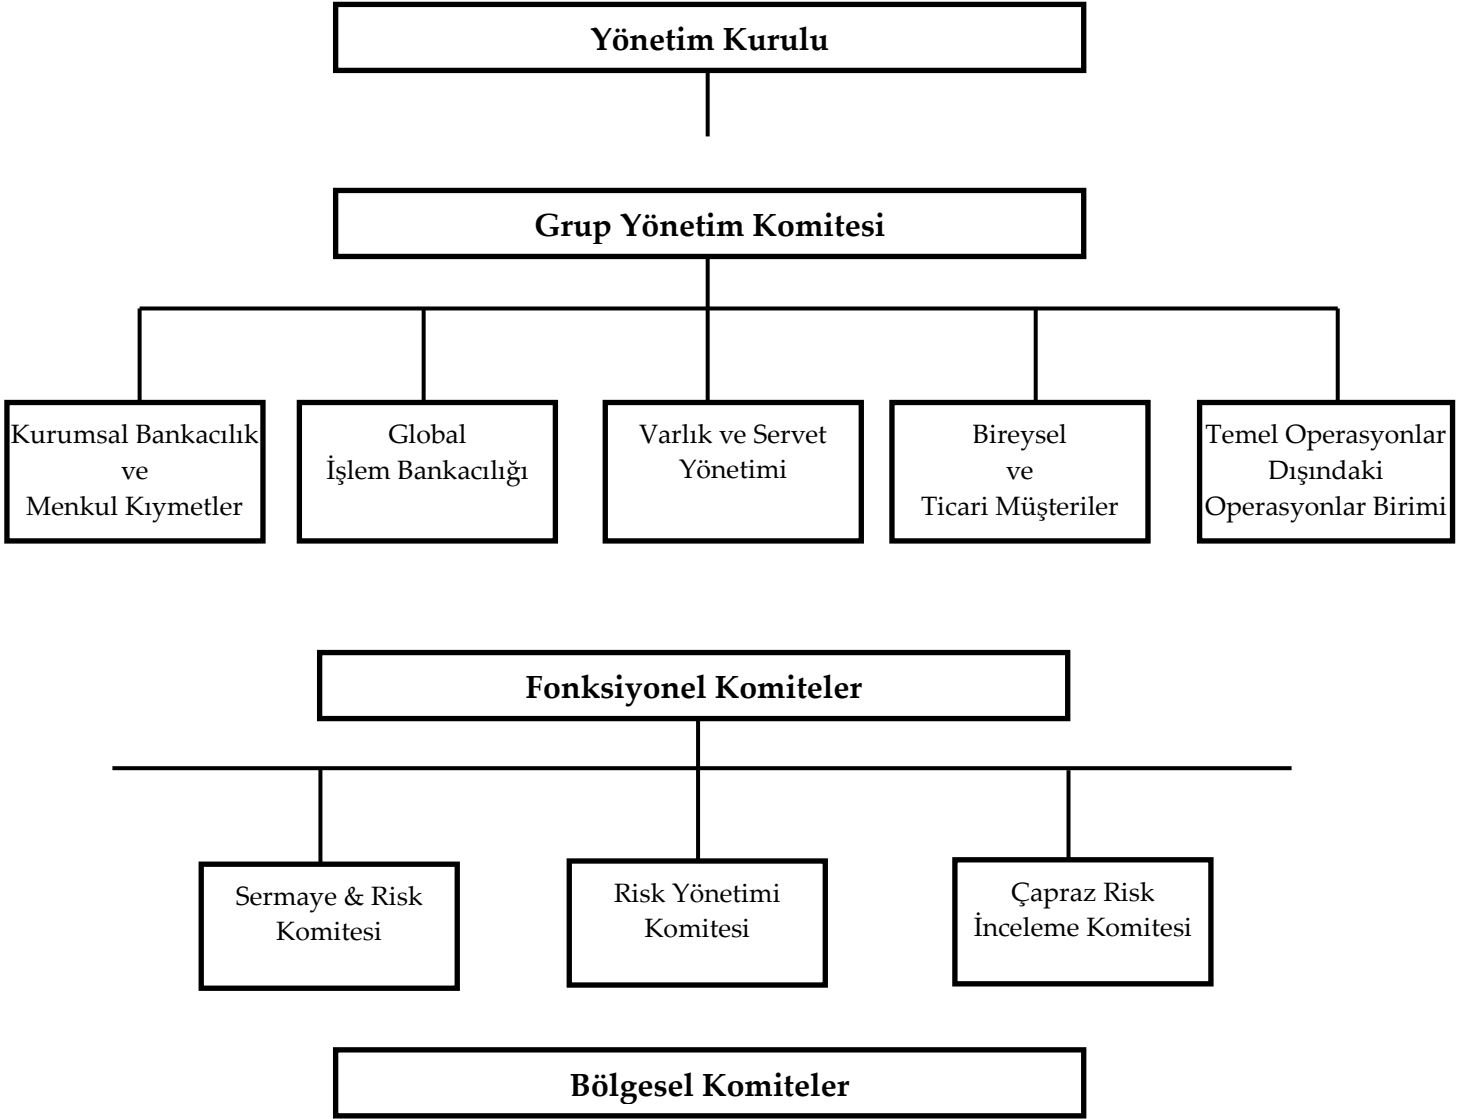 Yönetim Kurulu
Grup Yönetim Komitesi
Kurumsal Bankacılık
ve
Menkul Kıymetler
Global
İşlem Bankacılığı
Varlık ve Servet
Yönetimi
Bireysel
ve
Ticari Müşteriler
Temel Operasyonlar
Dışındaki
Operasyonlar Birimi
Fonksiyonel Komiteler
Sermaye & Risk
Komitesi
Risk Yönetimi
Komitesi
Çapraz Risk
İnceleme Komitesi
Bölgesel Komiteler